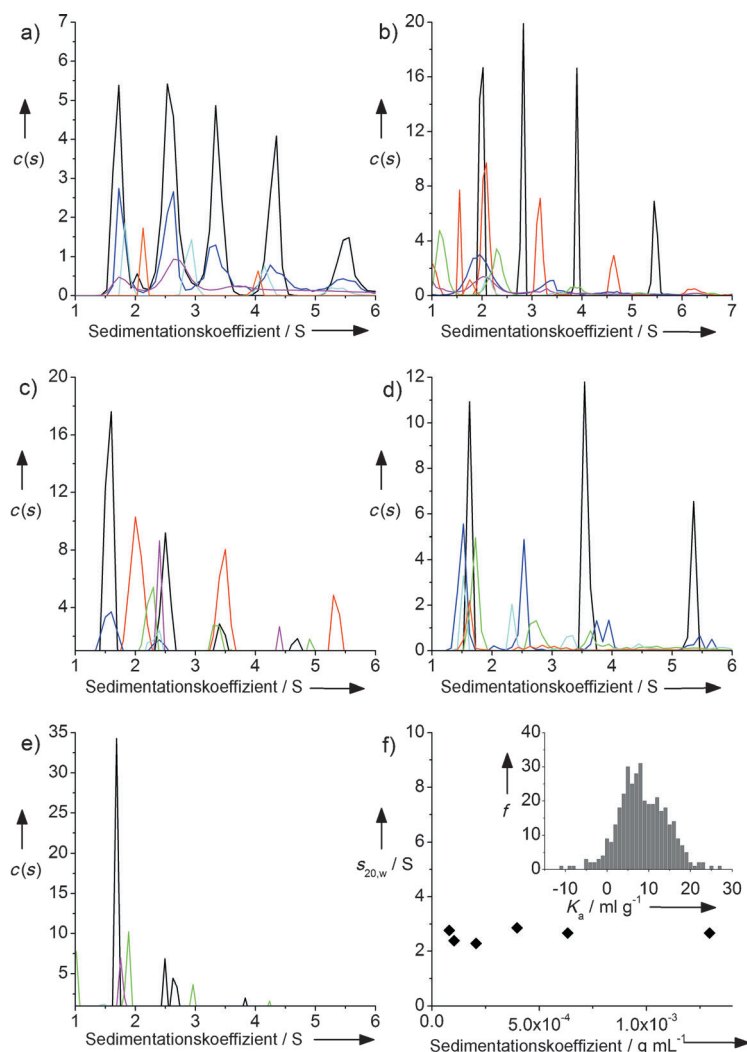 a)
7
6
5
4
3
2
1
0
c(s)
1 2 3 4 5 6
Sedimentationskoeffizient / S
b)
20
16
12
8
4
0
c(s)
1 2 3 4 5 6 7
Sedimentationskoeffizient / S
c)
20
18
12
8
4
c(s)
1 2 3 4 5 6
Sedimentationskoeffizient / S
d)
12
10
8
6
4
2
0
c(s)
1 2 3 4 5 6
Sedimentationskoeffizient / S
e)
35
30
25
20
15
10
5
c(s)
1 2 3 4 5 6
Sedimentationskoeffizient / S
f)
10
8
6
4
2
0
s20,w / S
0.0 5.0x10⁻⁴ 1.0x10⁻³
Sedimentationskoeffizient / g mL⁻¹
40
30
20
10
0
f
-10 0 10 20 30
Ka / ml g⁻¹